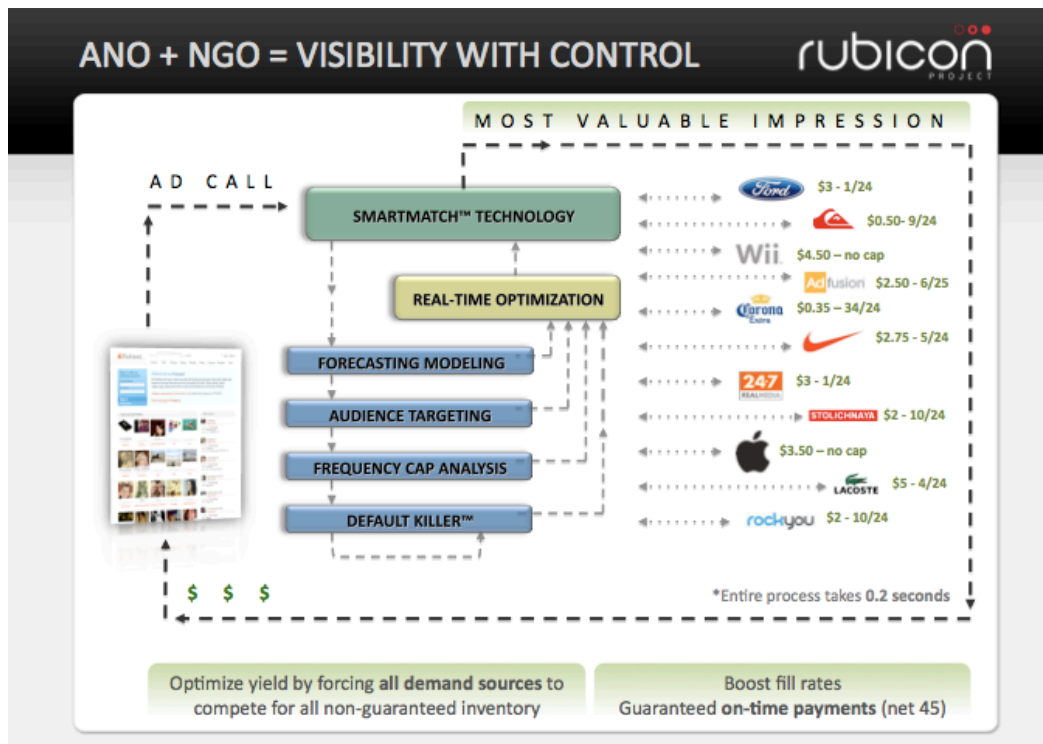 ANO + NGO = VISIBILITY WITH CONTROL
rubicon
PROJECT
MOST VALUABLE IMPRESSION
AD CALL
SMARTMATCH™ TECHNOLOGY
REAL-TIME OPTIMIZATION
FORECASTING MODELING
AUDIENCE TARGETING
FREQUENCY CAP ANALYSIS
DEFAULT KILLER™
Ford $3 - 1/24
$0.50- 9/24
Wii $4.50 – no cap
Ad fusion $2.50 - 6/25
Corona Extra $0.35 – 34/24
$2.75 - 5/24
24/7 REALMEDIA $3 - 1/24
STOLICHNAYA $2 - 10/24
$3.50 – no cap
LACOSTE $5 - 4/24
rockyou $2 - 10/24
$ $ $
*Entire process takes 0.2 seconds
Optimize yield by forcing all demand sources to
compete for all non-guaranteed inventory
Boost fill rates
Guaranteed on-time payments (net 45)